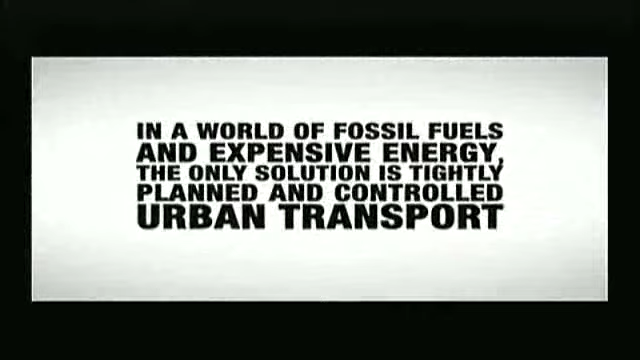 IN A WORLD OF FOSSIL FUELS
AND EXPENSIVE ENERGY,
THE ONLY SOLUTION IS TIGHTLY
PLANNED AND CONTROLLED
URBAN TRANSPORT